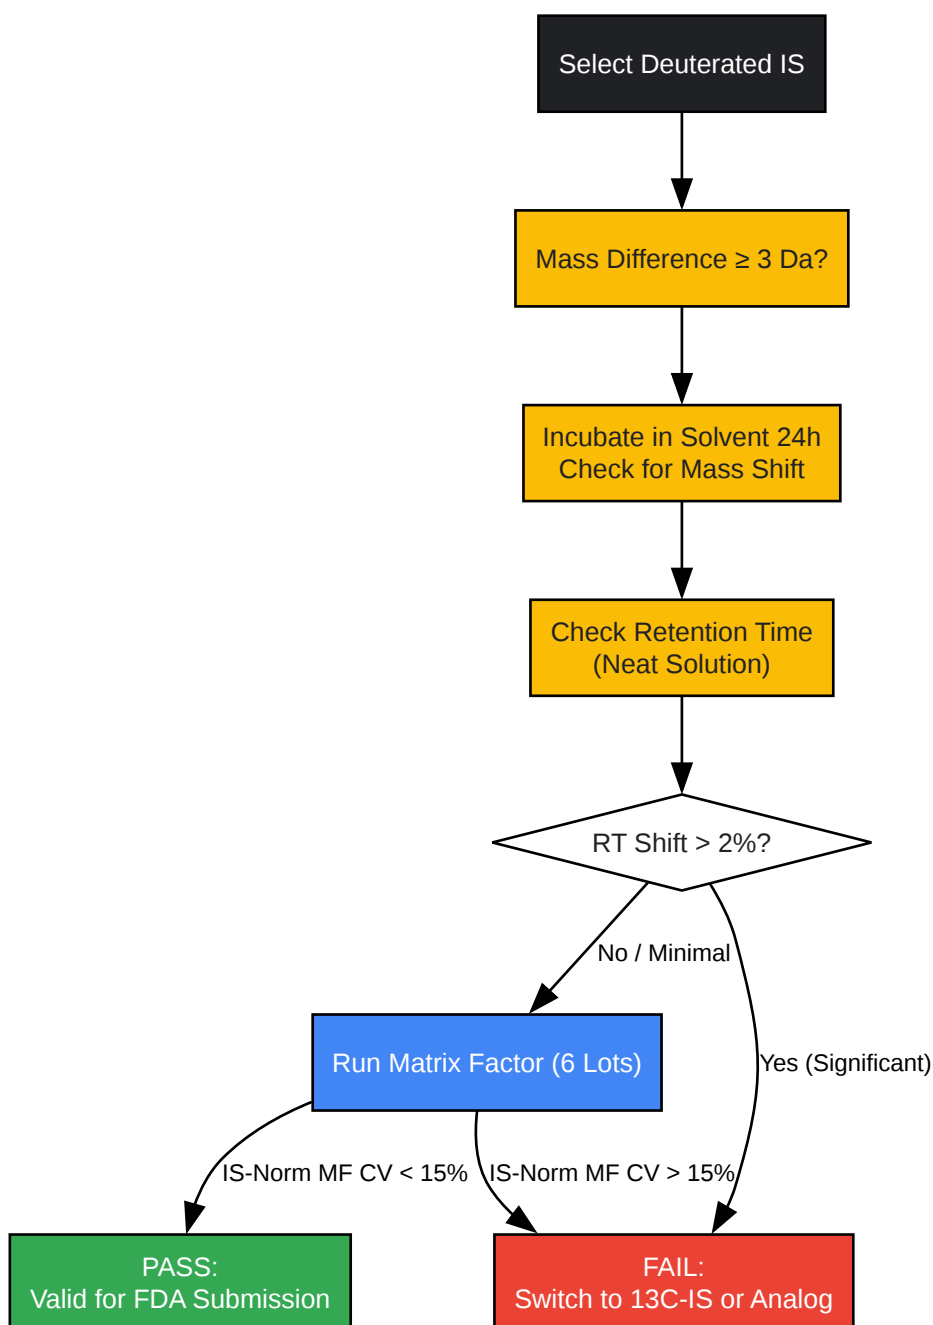 Select Deuterated IS
Mass Difference ≥ 3 Da?
Incubate in Solvent 24h
Check for Mass Shift
Check Retention Time
(Neat Solution)
RT Shift > 2%?
No / Minimal
Run Matrix Factor (6 Lots)
Yes (Significant)
IS-Norm MF CV < 15%
IS-Norm MF CV > 15%
PASS:
Valid for FDA Submission
FAIL:
Switch to 13C-IS or Analog